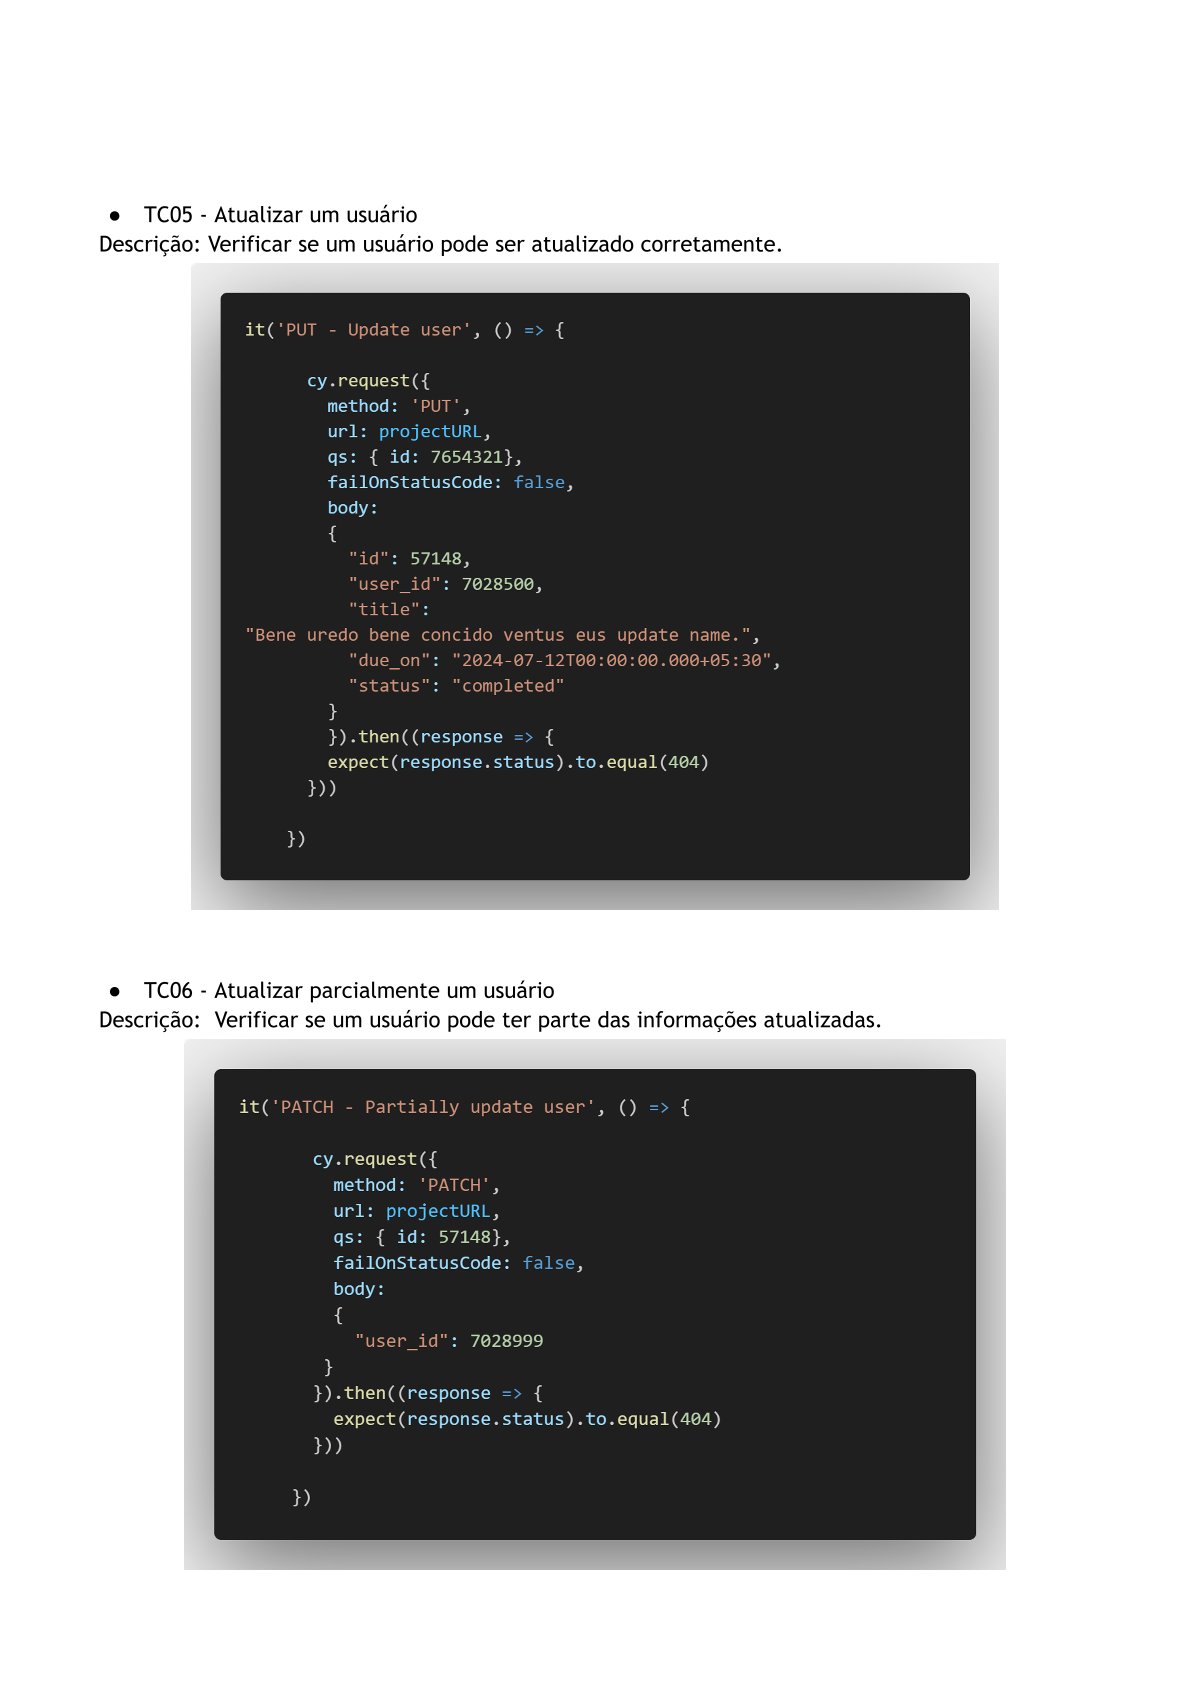 ● TC05 - Atualizar um usuário
Descrição: Verificar se um usuário pode ser atualizado corretamente.
it('PUT - Update user', () => {
cy.request({
method: 'PUT',
url: projectURL,
qs: { id: 7654321},
failOnStatusCode: false,
body:
{
"id": 57148,
"user_id": 7028500,
"title":
"Bene uredo bene concido ventus eus update name.",
"due_on": "2024-07-12T00:00:00.000+05:30",
"status": "completed"
}
}).then((response => {
expect(response.status).to.equal(404)
}))
})
● TC06 - Atualizar parcialmente um usuário
Descrição:  Verificar se um usuário pode ter parte das informações atualizadas.
it('PATCH - Partially update user', () => {
cy.request({
method: 'PATCH',
url: projectURL,
qs: { id: 57148},
failOnStatusCode: false,
body:
{
"user_id": 7028999
}
}).then((response => {
expect(response.status).to.equal(404)
}))
})